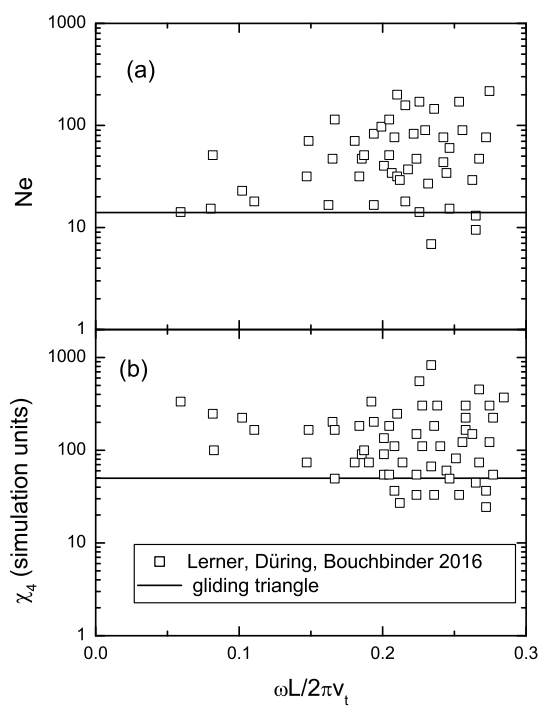 1000
(a)
100
Ne
10
1
(b)
1000
100
χ₄ (simulation units)
10
Lerner, Düring, Bouchbinder 2016
gliding triangle
1
0.0 0.1 0.2 0.3
ωL/2πvₜ